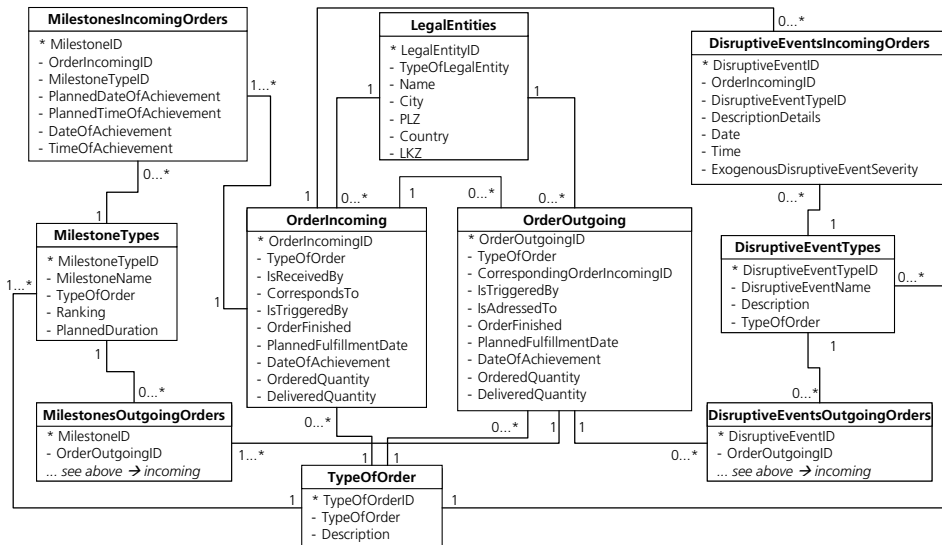 MilestonesIncomingOrders
* MilestoneID
- OrderIncomingID
- MilestoneTypeID
- PlannedDateOfAchievement
- PlannedTimeOfAchievement
- DateOfAchievement
- TimeOfAchievement
LegalEntities
* LegalEntityID
- TypeOfLegalEntity
- Name
- City
- PLZ
- Country
- LKZ
DisruptiveEventsIncomingOrders
* DisruptiveEventID
- OrderIncomingID
- DisruptiveEventTypeID
- DescriptionDetails
- Date
- Time
- ExogenousDisruptiveEventSeverity
0...*
1...*
1
1
0...*
1
1
0...*
1
0...*
0...*
0...*
1
MilestoneTypes
* MilestoneTypeID
- MilestoneName
- TypeOfOrder
- Ranking
- PlannedDuration
OrderIncoming
* OrderIncomingID
- TypeOfOrder
- IsReceivedBy
- CorrespondsTo
- IsTriggeredBy
- OrderFinished
- PlannedFulfillmentDate
- DateOfAchievement
- OrderedQuantity
- DeliveredQuantity
OrderOutgoing
* OrderOutgoingID
- TypeOfOrder
- CorrespondingOrderIncomingID
- IsTriggeredBy
- IsAdressedTo
- OrderFinished
- PlannedFulfillmentDate
- DateOfAchievement
- OrderedQuantity
- DeliveredQuantity
DisruptiveEventTypes
* DisruptiveEventTypeID
- DisruptiveEventName
- Description
- TypeOfOrder
1...*
1
0...*
1
0...*
1
0...*
MilestonesOutgoingOrders
* MilestoneID
- OrderOutgoingID
... see above → incoming
DisruptiveEventsOutgoingOrders
* DisruptiveEventID
- OrderOutgoingID
... see above → incoming
0...*
0...*
1
1
1...*
1
1
0...*
1
1
TypeOfOrder
* TypeOfOrderID
- TypeOfOrder
- Description